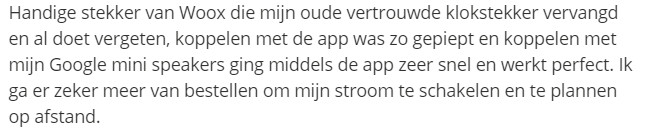 Handige stekker van Woox die mijn oude vertrouwde klokstekker vervangd
en al doet vergeten, koppelen met de app was zo gepiept en koppelen met
mijn Google mini speakers ging middels de app zeer snel en werkt perfect. Ik
ga er zeker meer van bestellen om mijn stroom te schakelen en te plannen
op afstand.